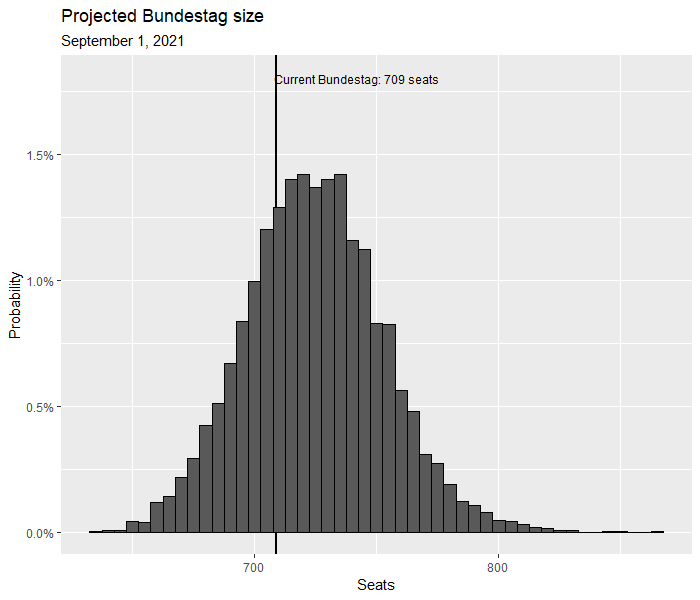 Projected Bundestag size
September 1, 2021
Current Bundestag: 709 seats
1.5%
1.0%
0.5%
0.0%
Probability
700
800
Seats